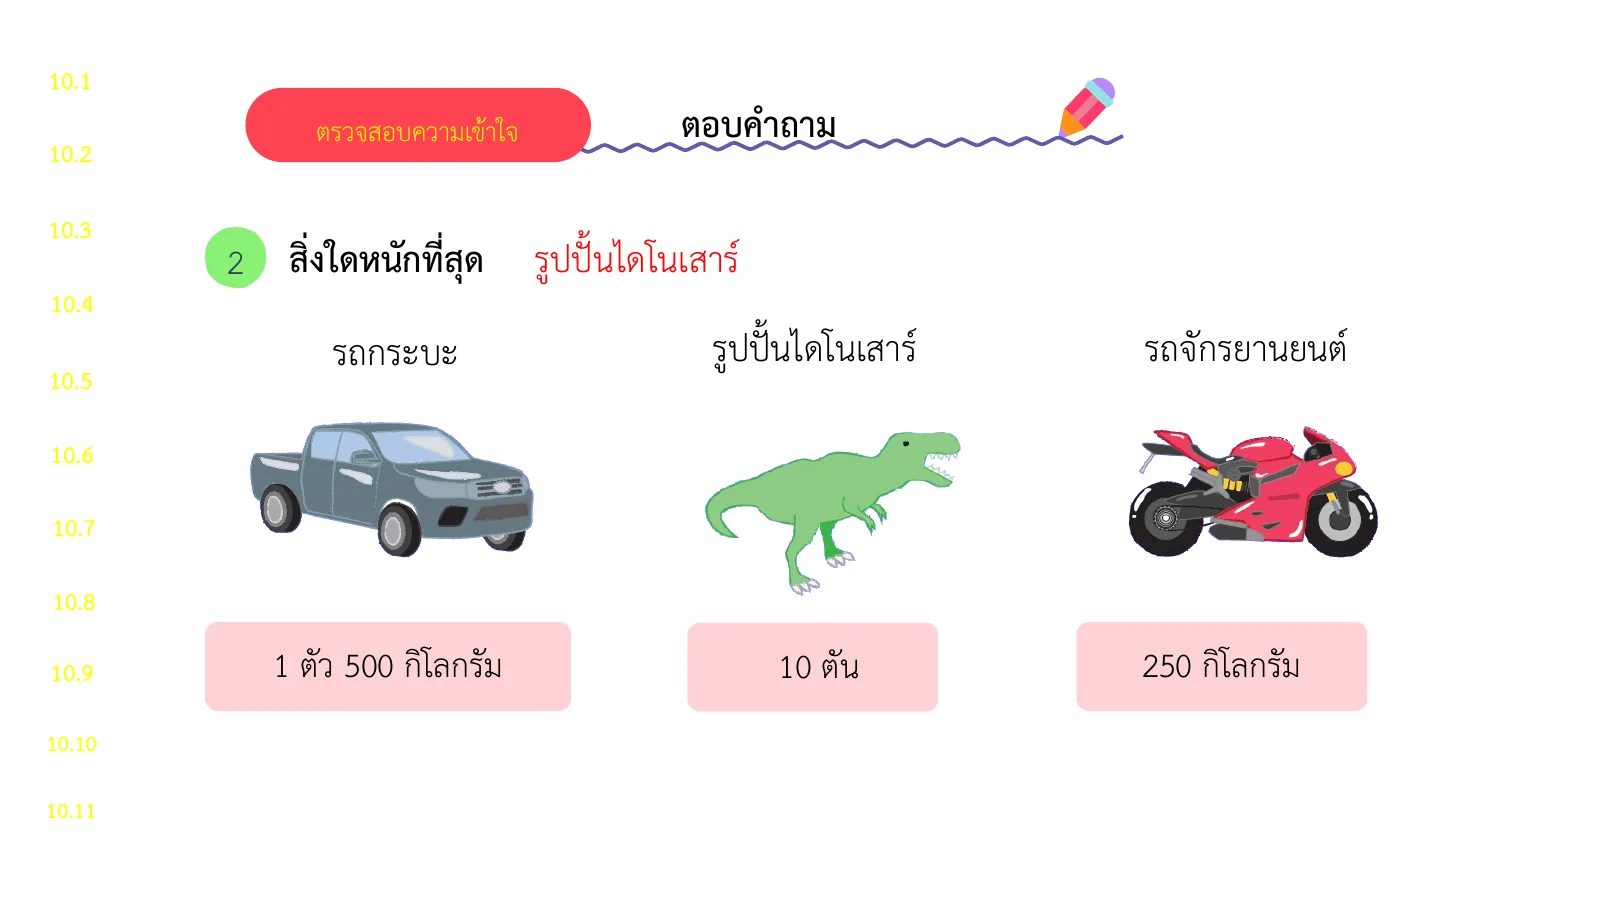 10.1
10.2
10.3
10.4
10.5
10.6
10.7
10.8
10.9
10.10
10.11
ตรวจสอบความเข้าใจ
ตอบคำถาม
2 สิ่งใดหนักที่สุด รูปปั้นไดโนเสาร์
รถกระบะ รูปปั้นไดโนเสาร์ รถจักรยานยนต์
1 ตัว 500 กิโลกรัม 10 ตัน 250 กิโลกรัม